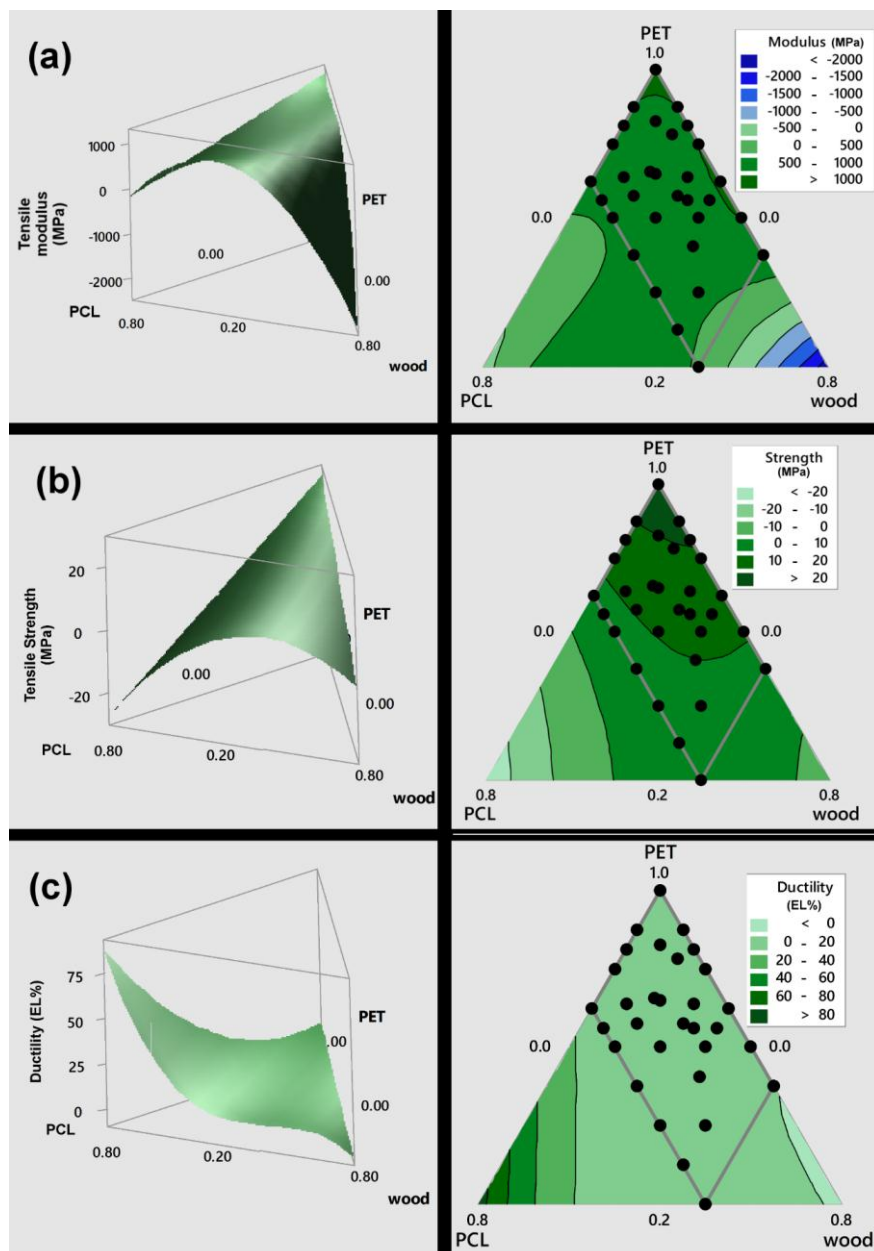 (a)
1000
0
-1000
-2000
Tensile
modulus
(MPa)
PCL
0.80
0.00
0.20
PET
0.00
0.80
wood
PET
1.0
Modulus (MPa)
< -2000
-2000 - -1500
-1500 - -1000
-1000 - -500
-500 - 0
0 - 500
500 - 1000
> 1000
0.0
0.0
0.8
0.2
0.8
PCL
wood
(b)
20
0
-20
Tensile Strength
(MPa)
PCL
0.80
0.00
0.20
PET
0.00
0.80
wood
PET
1.0
Strength
(MPa)
< -20
-20 - -10
-10 - 0
0 - 10
10 - 20
> 20
0.0
0.0
0.8
0.2
0.8
PCL
wood
(c)
75
50
25
0
Ductility (EL%)
PCL
0.80
0.20
PET
.00
0.00
0.80
wood
PET
1.0
Ductility
(EL%)
< 0
0 - 20
20 - 40
40 - 60
60 - 80
> 80
0.0
0.0
0.8
0.2
0.8
PCL
wood